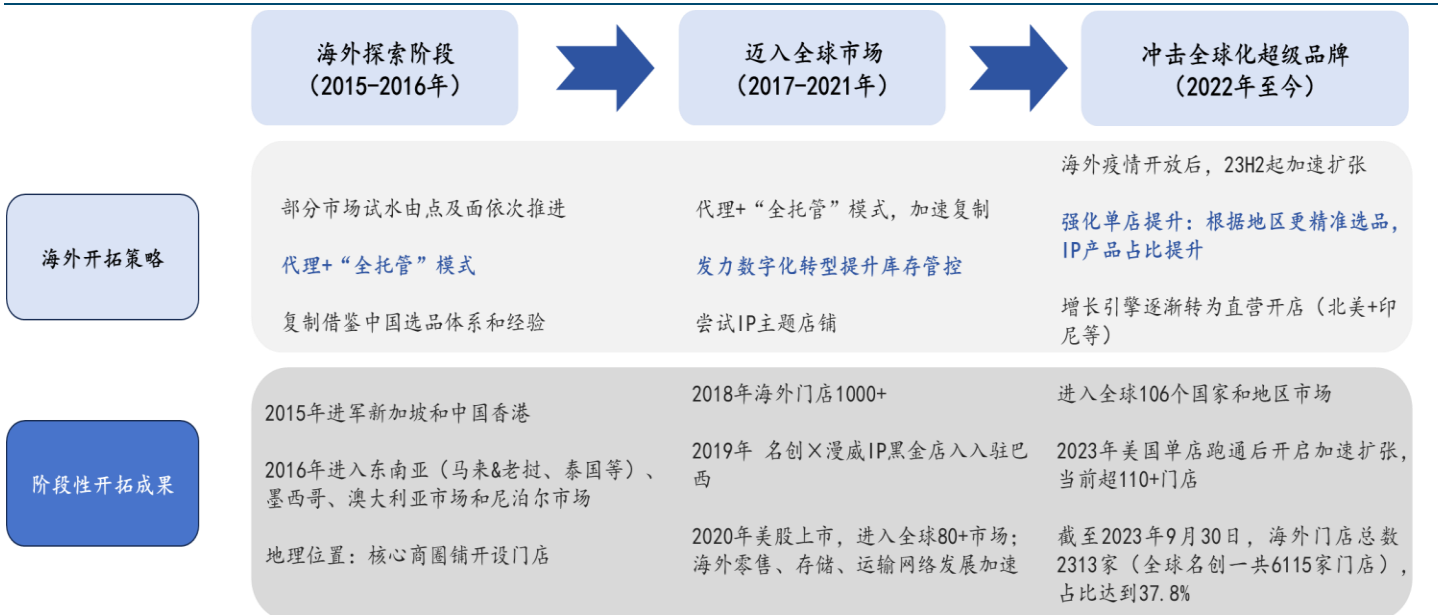 海外探索阶段
（2015-2016年）
迈入全球市场
（2017-2021年）
冲击全球化超级品牌
（2022年至今）
海外开拓策略
部分市场试水由点及面依次推进
代理+“全托管”模式
复制借鉴中国选品体系和经验
代理+“全托管”模式，加速复制
发力数字化转型提升库存管控
尝试IP主题店铺
海外疫情开放后，23H2起加速扩张
强化单店提升：根据地区更精准选品，
IP产品占比提升
增长引擎逐渐转为直营开店（北美+印
尼等）
阶段性开拓成果
2015年进军新加坡和中国香港
2016年进入东南亚（马来&老挝、泰国等）、
墨西哥、澳大利亚市场和尼泊尔市场
地理位置：核心商圈铺开设门店
2018年海外门店1000+
2019年 名创×漫威IP黑金店入入驻巴
西
2020年美股上市，进入全球80+市场；
海外零售、存储、运输网络发展加速
进入全球106个国家和地区市场
2023年美国单店跑通后开启加速扩张，
当前超110+门店
截至2023年9月30日，海外门店总数
2313家（全球名创一共6115家门店），
占比达到37.8%